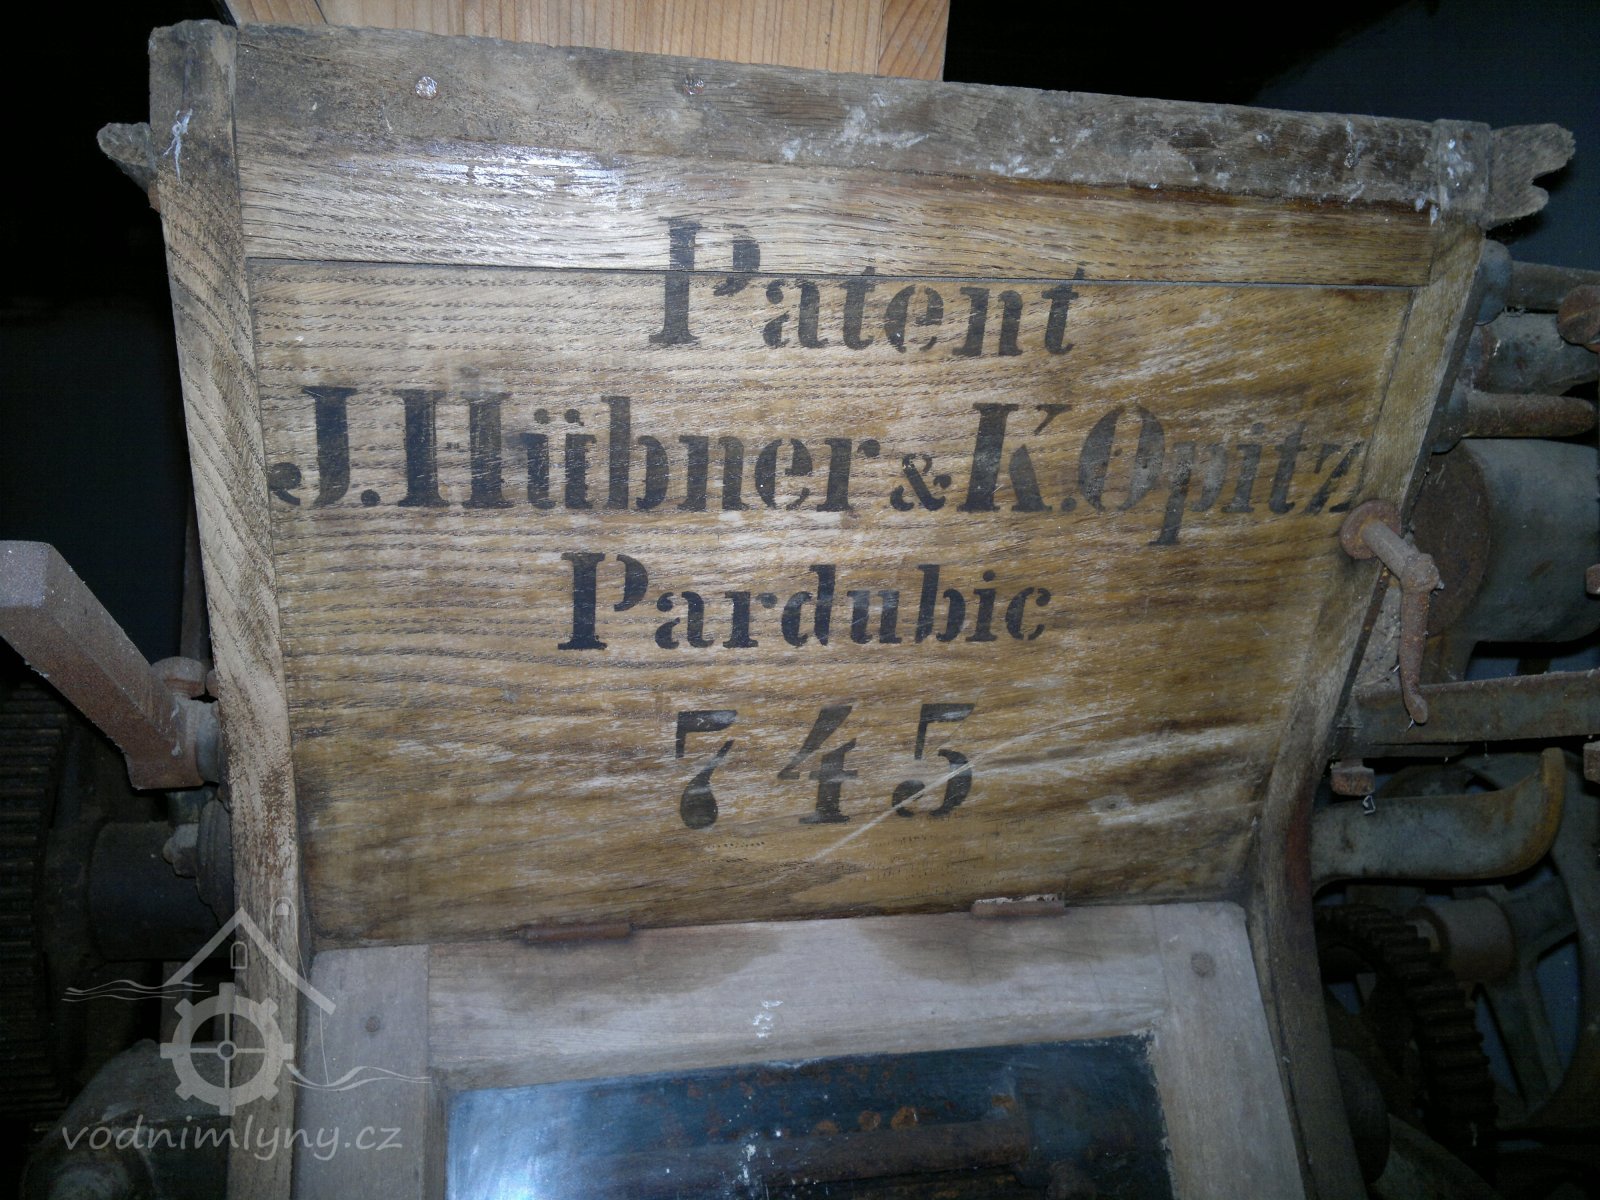 Patent
J. Hübner & K. Opitz
Pardubic
745
vodnimlyny.cz